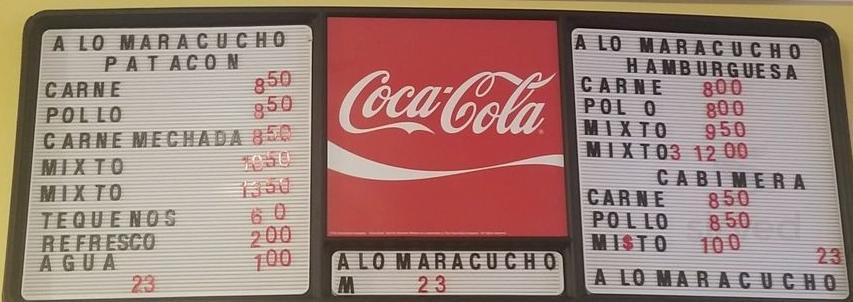 A LO MARACUCHO
PATACON
CARNE 850
POLLO 850
CARNE MECHADA 850
MIXTO 1050
MIXTO 1350
TEQUENOS 6 0
REFRESCO 200
AGUA 100
23
Coca-Cola
A LO MARACUCHO
M 23
A LO MARACUCHO
HAMBURGUESA
CARNE 800
POL O 800
MIXTO 950
MIXTO3 12 00
CABIMERA
CARNE 850
POLLO 850
MI$TO 100
23
A LO MARACUCHO